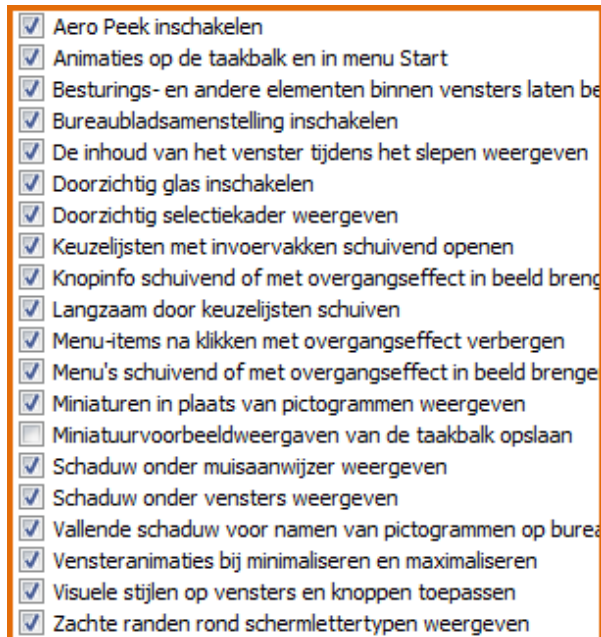 Aero Peek inschakelen
Animaties op de taakbalk en in menu Start
Besturings- en andere elementen binnen vensters laten be
Bureaubladsamenstelling inschakelen
De inhoud van het venster tijdens het slepen weergeven
Doorzichtig glas inschakelen
Doorzichtig selectiekader weergeven
Keuzelijsten met invoervakken schuivend openen
Knopinfo schuivend of met overgangseffect in beeld breng
Langzaam door keuzelijsten schuiven
Menu-items na klikken met overgangseffect verbergen
Menu's schuivend of met overgangseffect in beeld brenge
Miniaturen in plaats van pictogrammen weergeven
Miniatuurvoorbeeldweergaven van de taakbalk opslaan
Schaduw onder muisaanwijzer weergeven
Schaduw onder vensters weergeven
Vallende schaduw voor namen van pictogrammen op burea
Vensteranimaties bij minimaliseren en maximaliseren
Visuele stijlen op vensters en knoppen toepassen
Zachte randen rond schermlettertypen weergeven